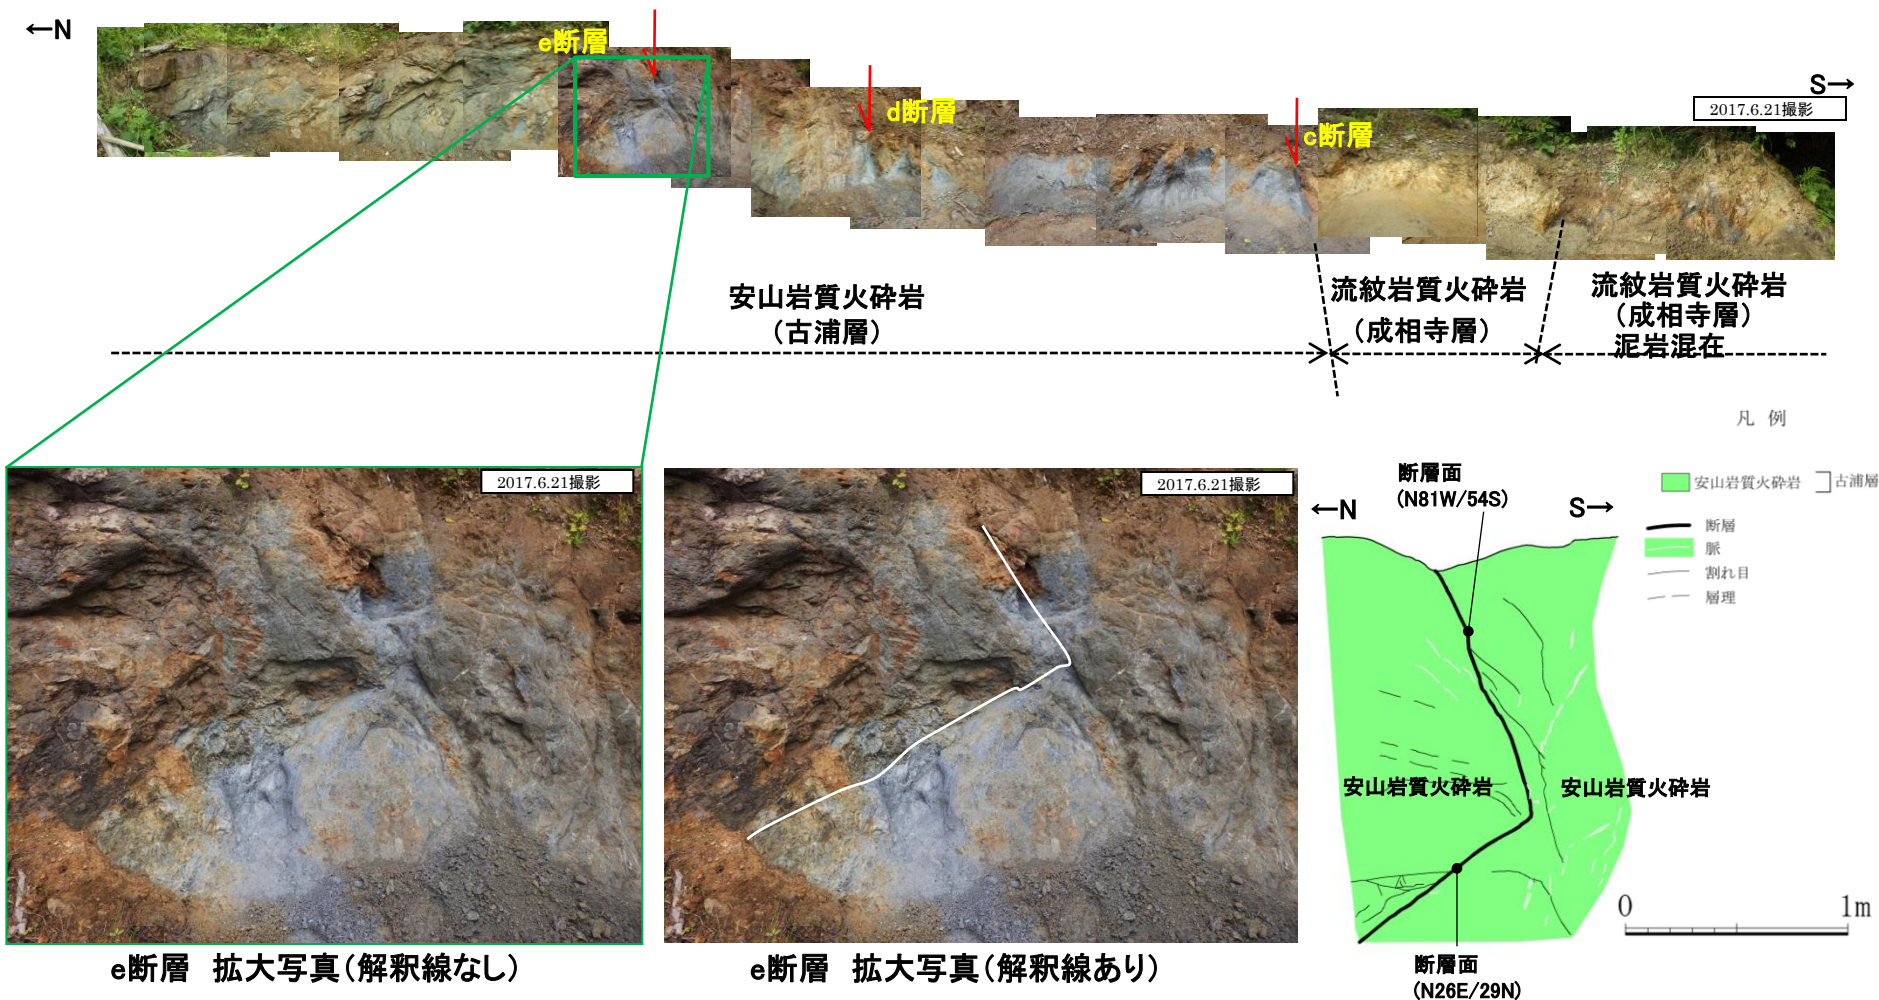 ←N
e断層
d断層
c断層
S→
2017.6.21撮影
安山岩質火砕岩
（古浦層）
流紋岩質火砕岩
（成相寺層）
流紋岩質火砕岩
（成相寺層）
泥岩混在
2017.6.21撮影
e断層 拡大写真（解釈線なし）
2017.6.21撮影
e断層 拡大写真（解釈線あり）
凡 例
安山岩質火砕岩
古浦層
断層
脈
割れ目
層理
←N
S→
断層面
(N81W/54S)
安山岩質火砕岩
安山岩質火砕岩
断層面
(N26E/29N)
0
1m